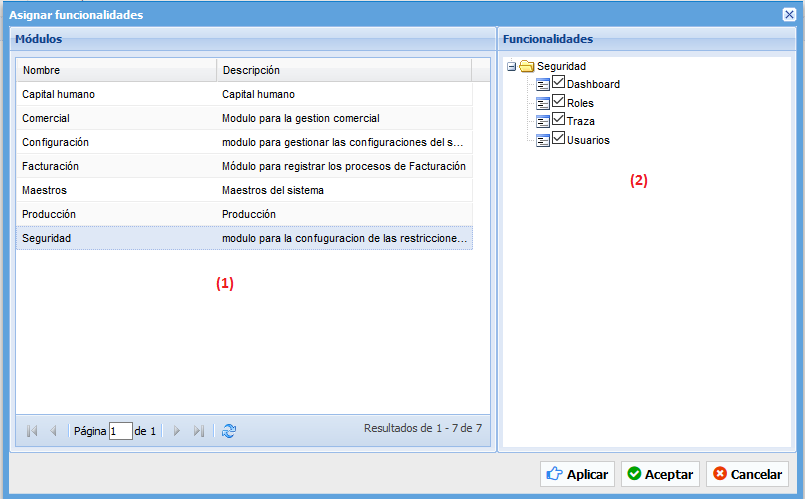 Asignar funcionalidades
Módulos
Nombre Descripción
Capital humano Capital humano
Comercial Modulo para la gestion comercial
Configuración modulo para gestionar las configuraciones del s...
Facturación Módulo para registrar los procesos de Facturación
Maestros Maestros del sistema
Producción Producción
Seguridad modulo para la confuguracion de las restriccione...
(1)
Página 1 de 1 Resultados de 1 - 7 de 7
Funcionalidades
Seguridad
Dashboard
Roles
Traza
Usuarios
(2)
Aplicar Aceptar Cancelar